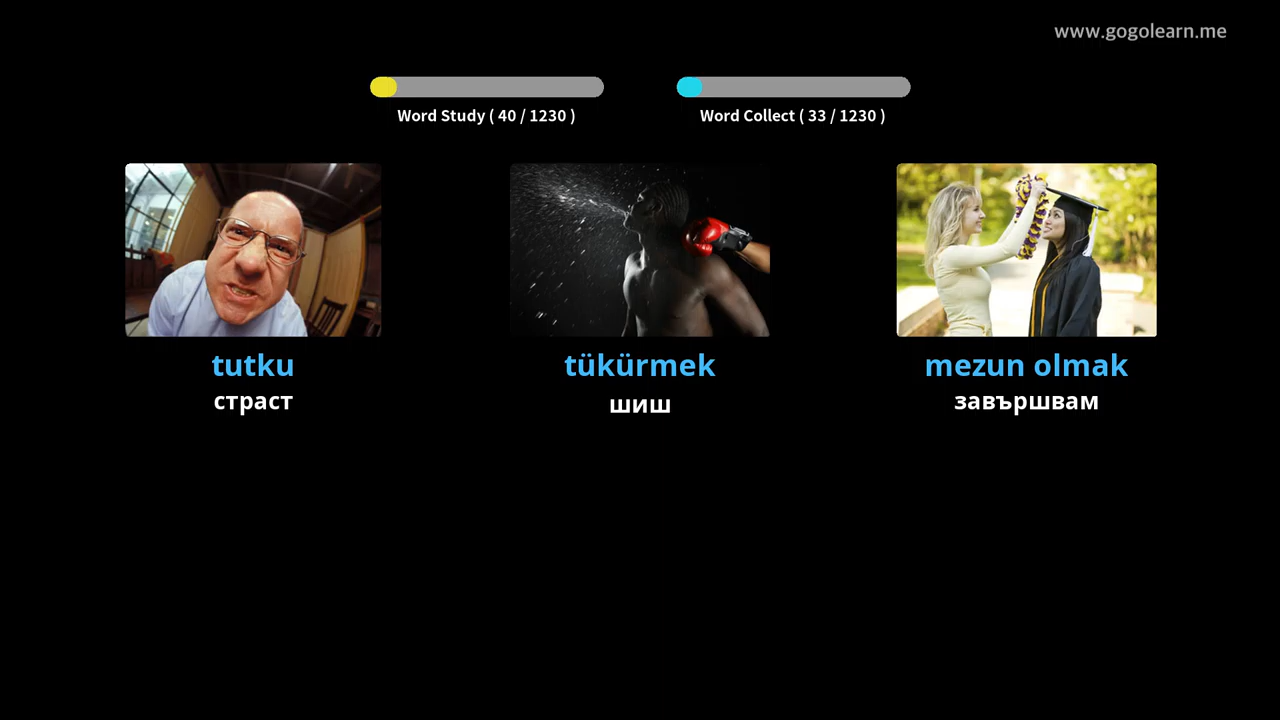 www.gogolearn.me
Word Study ( 40 / 1230 )
Word Collect ( 33 / 1230 )
tutku
страст
tükürmek
шиш
mezun olmak
завършвам